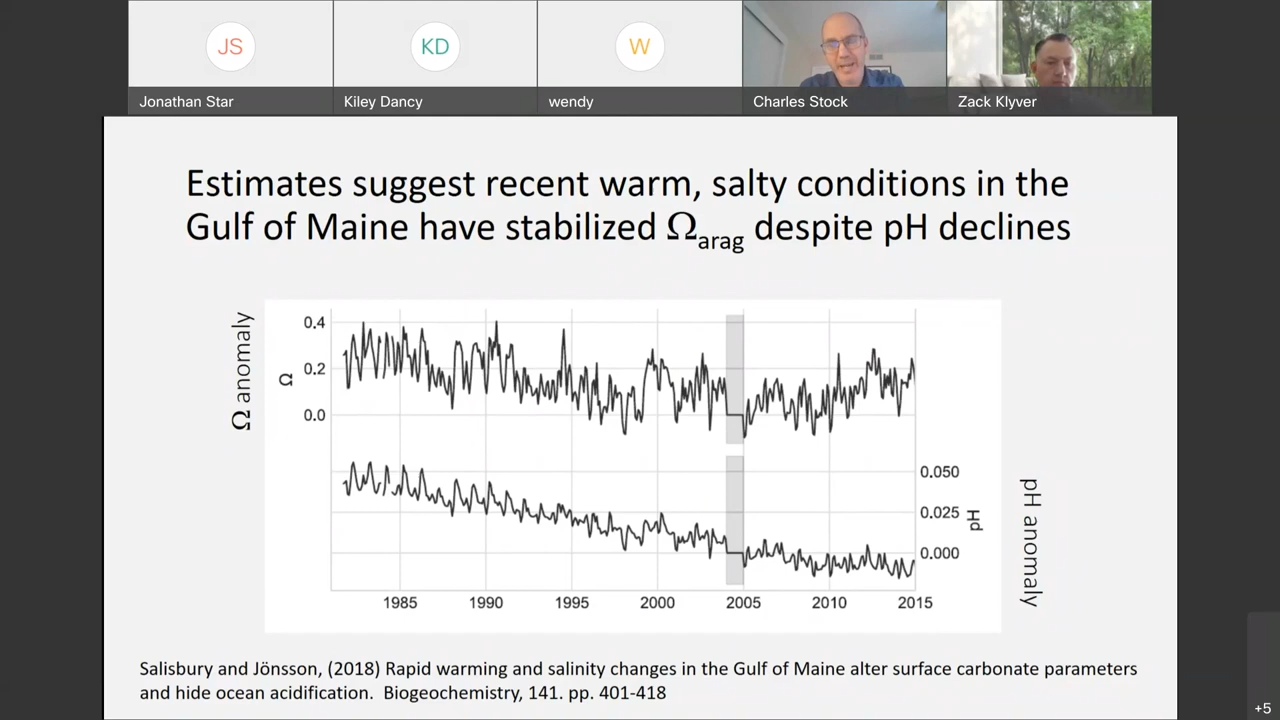 JS
KD
W
Jonathan Star
Kiley Dancy
wendy
Charles Stock
Zack Klyver
Estimates suggest recent warm, salty conditions in the
Gulf of Maine have stabilized Ωarag despite pH declines
Ω anomaly
Ω
0.4
0.2
0.0
0.050
0.025
0.000
pH
pH anomaly
1985 1990 1995 2000 2005 2010 2015
Salisbury and Jönsson, (2018) Rapid warming and salinity changes in the Gulf of Maine alter surface carbonate parameters
and hide ocean acidification. Biogeochemistry, 141. pp. 401-418
+5